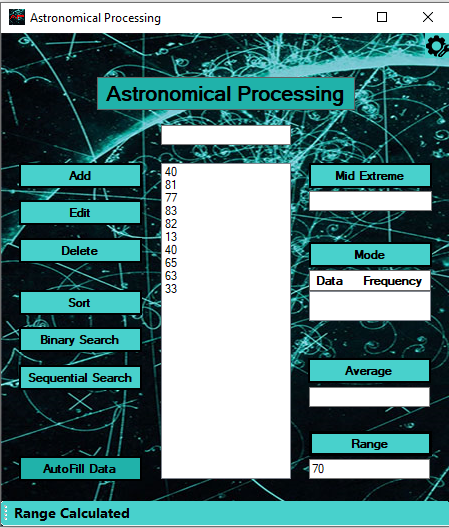 Astronomical Processing
Astronomical Processing
Add
Edit
Delete
Sort
Binary Search
Sequential Search
AutoFill Data
40
81
77
83
82
13
40
65
63
33
Mid Extreme
Mode
Data Frequency
Average
Range
70
Range Calculated